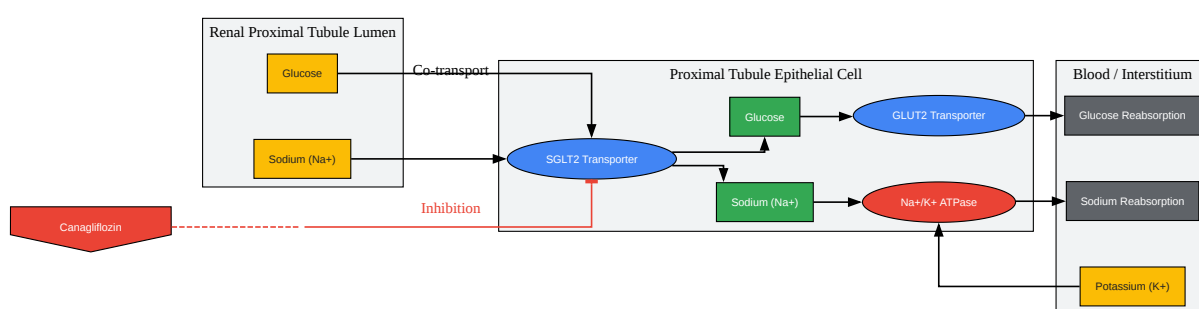 Renal Proximal Tubule Lumen
Glucose
Co-transport
Sodium (Na+)
Canagliflozin
Inhibition
Proximal Tubule Epithelial Cell
SGLT2 Transporter
Glucose
GLUT2 Transporter
Sodium (Na+)
Na+/K+ ATPase
Blood / Interstitium
Glucose Reabsorption
Sodium Reabsorption
Potassium (K+)